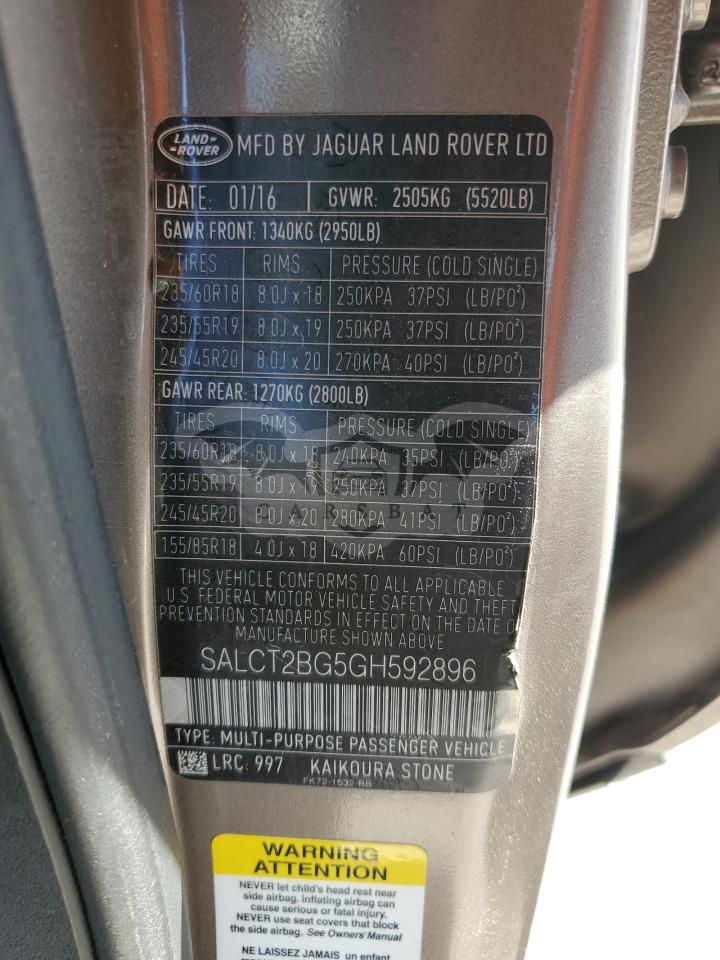 LAND-
-ROVER
MFD BY JAGUAR LAND ROVER LTD
DATE: 01/16 GVWR: 2505KG (5520LB)
GAWR FRONT: 1340KG (2950LB)
TIRES RIMS PRESSURE (COLD SINGLE)
235/60R18 8.0J x 18 250KPA 37PSI (LB/PO²)
235/55R19 8.0J x 19 250KPA 37PSI (LB/PO²)
245/45R20 8.0J x 20 270KPA 40PSI (LB/PO²)
GAWR REAR: 1270KG (2800LB)
TIRES RIMS PRESSURE (COLD SINGLE)
235/60R18 8.0J x 18 240KPA 35PSI (LB/PO²)
235/55R19 8.0J x 19 250KPA 37PSI (LB/PO²)
CARSBAT
245/45R20 8.0J x 20 280KPA 41PSI (LB/PO²)
155/85R18 4.0J x 18 420KPA 60PSI (LB/PO²)
THIS VEHICLE CONFORMS TO ALL APPLICABLE
U.S. FEDERAL MOTOR VEHICLE SAFETY AND THEFT
PREVENTION STANDARDS IN EFFECT ON THE DATE O
MANUFACTURE SHOWN ABOVE
SALCT2BG5GH592896
TYPE: MULTI-PURPOSE PASSENGER VEHICLE
LRC: 997 KAIKOURA STONE
FK72-1532-BB
WARNING
ATTENTION
NEVER let child's head rest near
side airbag. inflating airbag can
cause serious or fatal injury.
NEVER use seat covers that block
the side airbag. See Owners' Manual
NE LAISSEZ JAMAIS un enfant